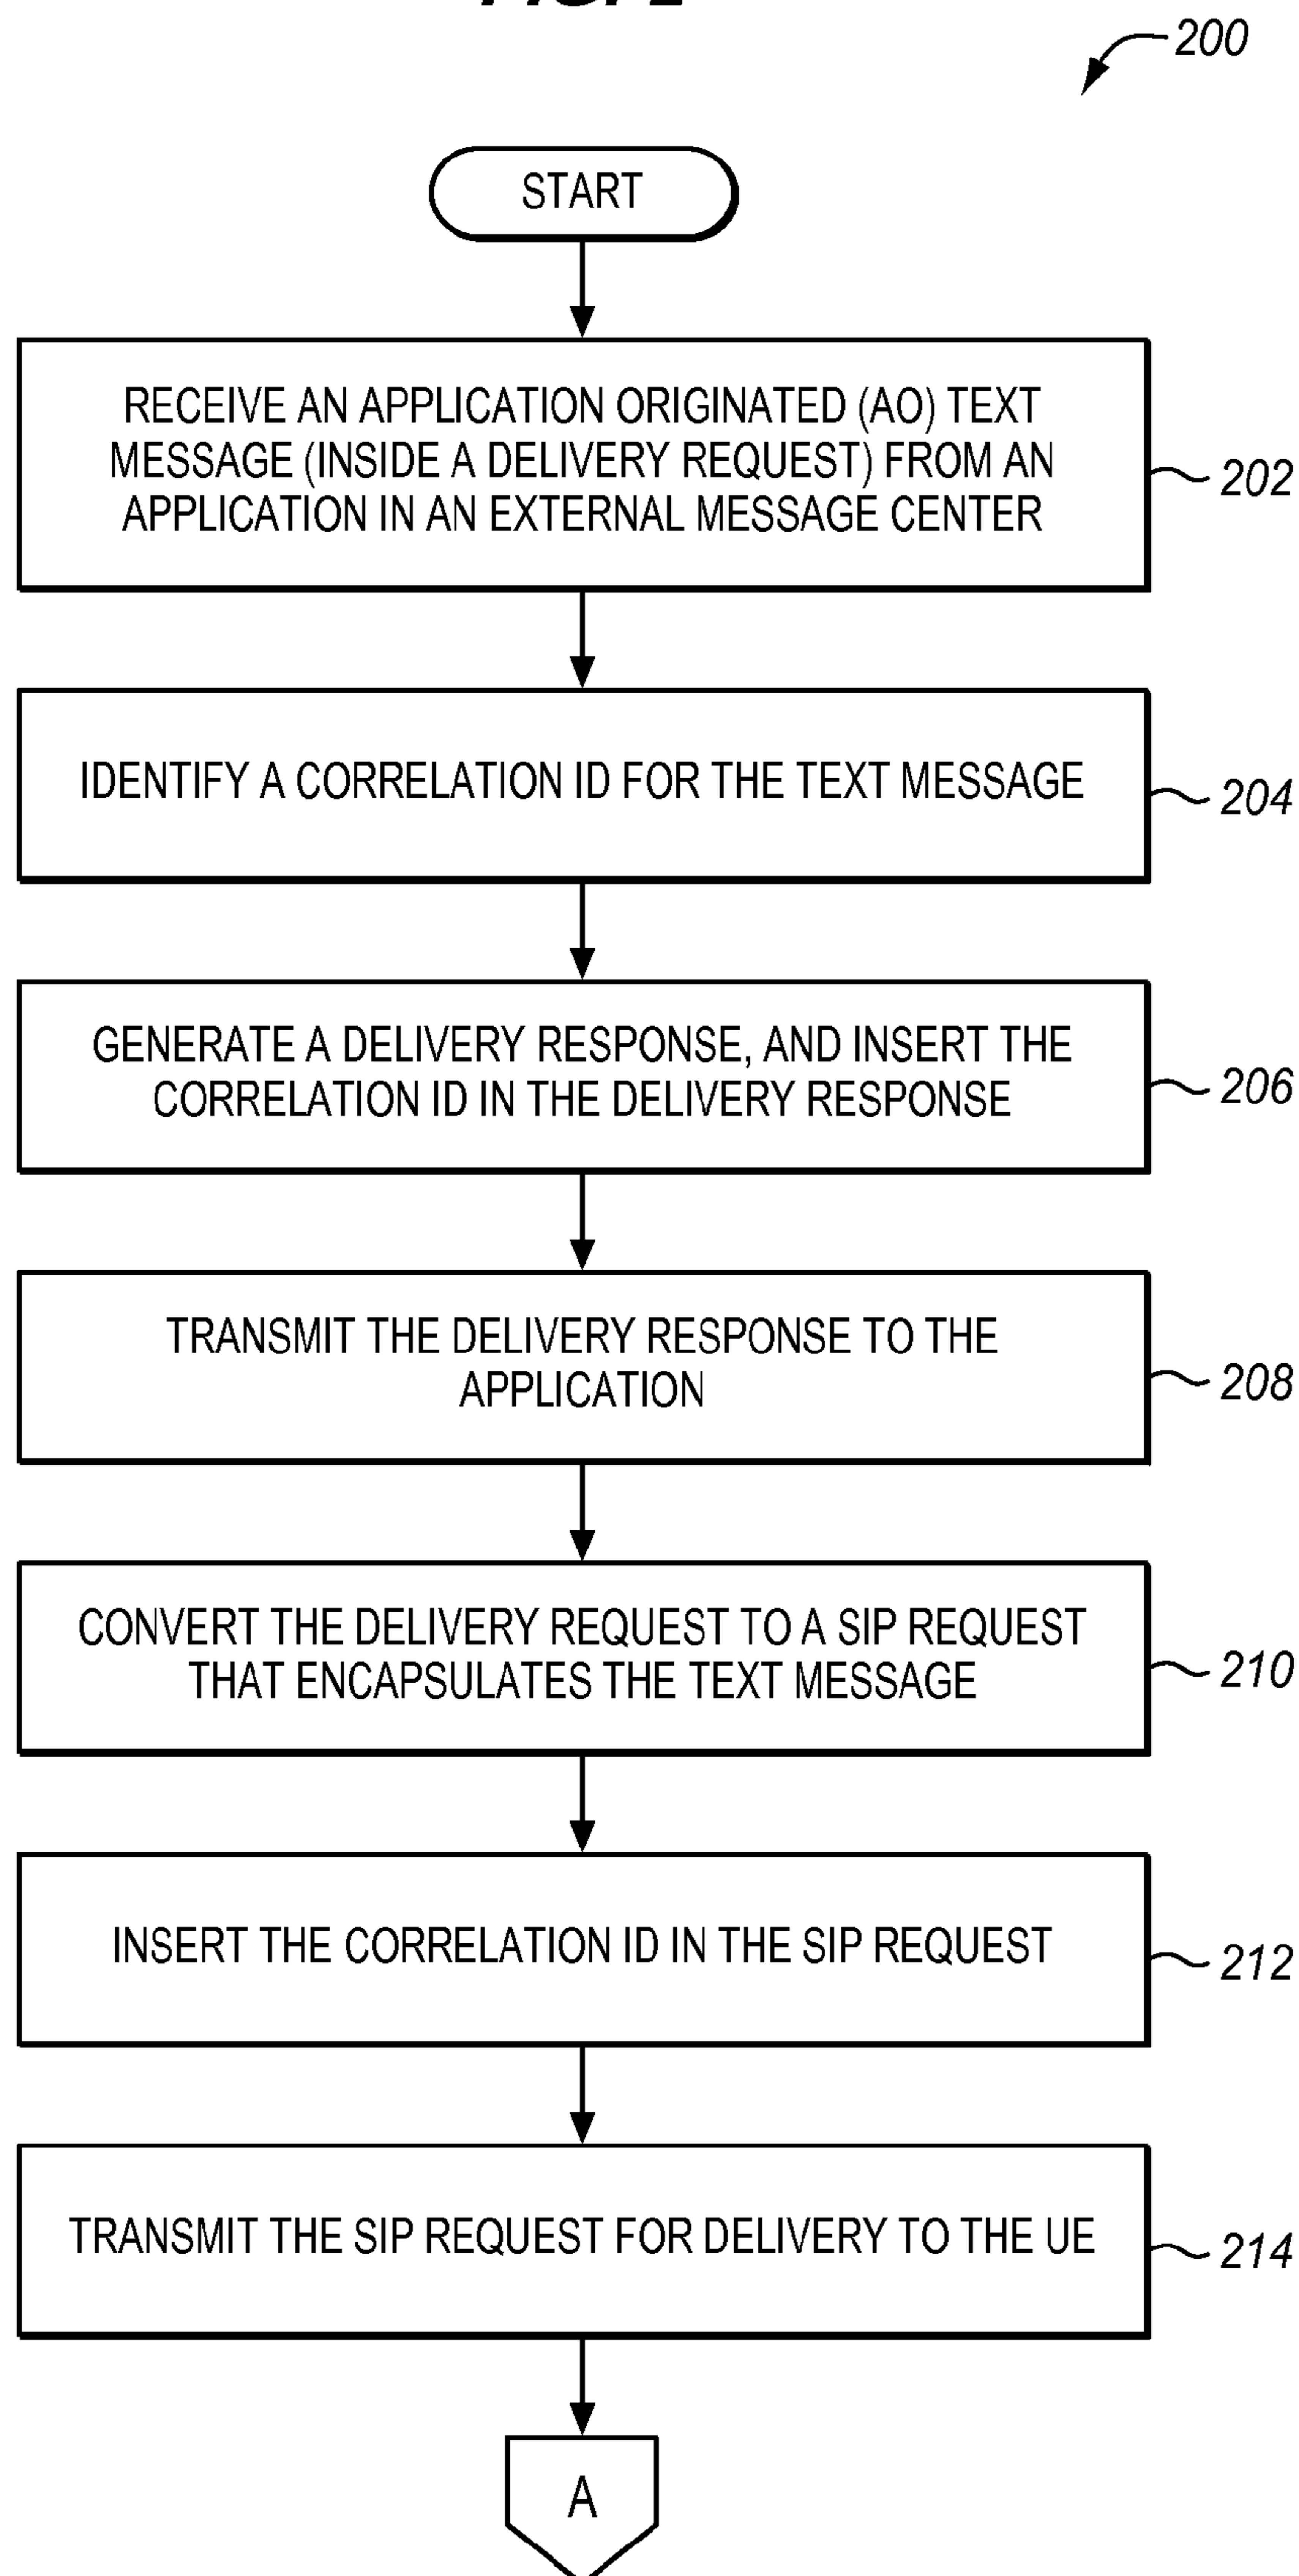 200
START
RECEIVE AN APPLICATION ORIGINATED (AO) TEXT
MESSAGE (INSIDE A DELIVERY REQUEST) FROM AN
APPLICATION IN AN EXTERNAL MESSAGE CENTER
202
IDENTIFY A CORRELATION ID FOR THE TEXT MESSAGE
204
GENERATE A DELIVERY RESPONSE, AND INSERT THE
CORRELATION ID IN THE DELIVERY RESPONSE
206
TRANSMIT THE DELIVERY RESPONSE TO THE
APPLICATION
208
CONVERT THE DELIVERY REQUEST TO A SIP REQUEST
THAT ENCAPSULATES THE TEXT MESSAGE
210
INSERT THE CORRELATION ID IN THE SIP REQUEST
212
TRANSMIT THE SIP REQUEST FOR DELIVERY TO THE UE
214
A